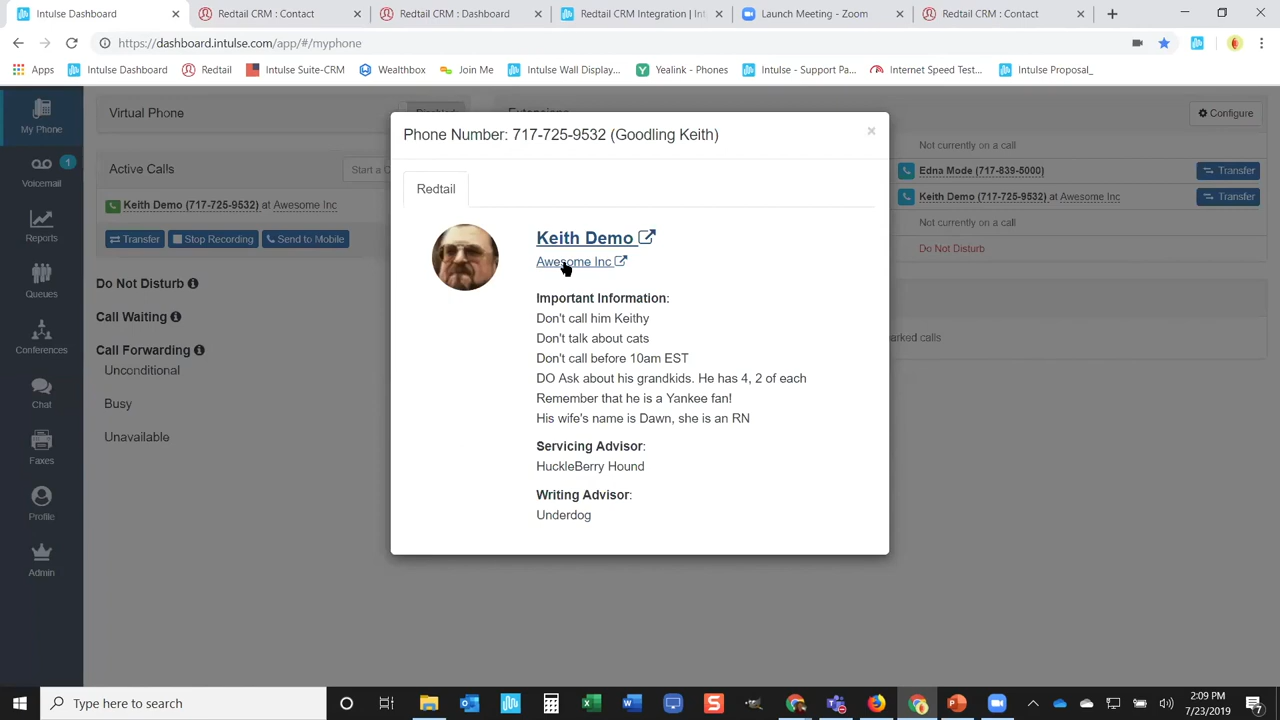 Intulse Dashboard
Redtail CRM : Contact
Redtail CRM : Dashboard
Redtail CRM Integration | Int
Launch Meeting - Zoom
Redtail CRM : Contact
https://dashboard.intulse.com/app/#/myphone
Apps
Intulse Dashboard
Redtail
Intulse Suite-CRM
Wealthbox
Join Me
Intulse Wall Display...
Yealink - Phones
Intulse - Support Pa...
Internet Speed Test...
Intulse Proposal_
My Phone
1
Voicemail
Reports
Queues
Conferences
Chat
Faxes
Profile
Admin
Virtual Phone
Active Calls
Start a C
Keith Demo (717-725-9532) at Awesome Inc
Transfer
Stop Recording
Send to Mobile
Do Not Disturb
Call Waiting
Call Forwarding
Unconditional
Busy
Unavailable
Phone Number: 717-725-9532 (Goodling Keith)
×
Redtail
Keith Demo
Awesome Inc
Important Information:
Don't call him Keithy
Don't talk about cats
Don't call before 10am EST
DO Ask about his grandkids. He has 4, 2 of each
Remember that he is a Yankee fan!
His wife's name is Dawn, she is an RN
Servicing Advisor:
HuckleBerry Hound
Writing Advisor:
Underdog
Configure
Not currently on a call
Edna Mode (717-839-5000)
Transfer
Keith Demo (717-725-9532) at Awesome Inc
Transfer
Not currently on a call
Do Not Disturb
arked calls
Type here to search
2:09 PM
7/23/2019
7